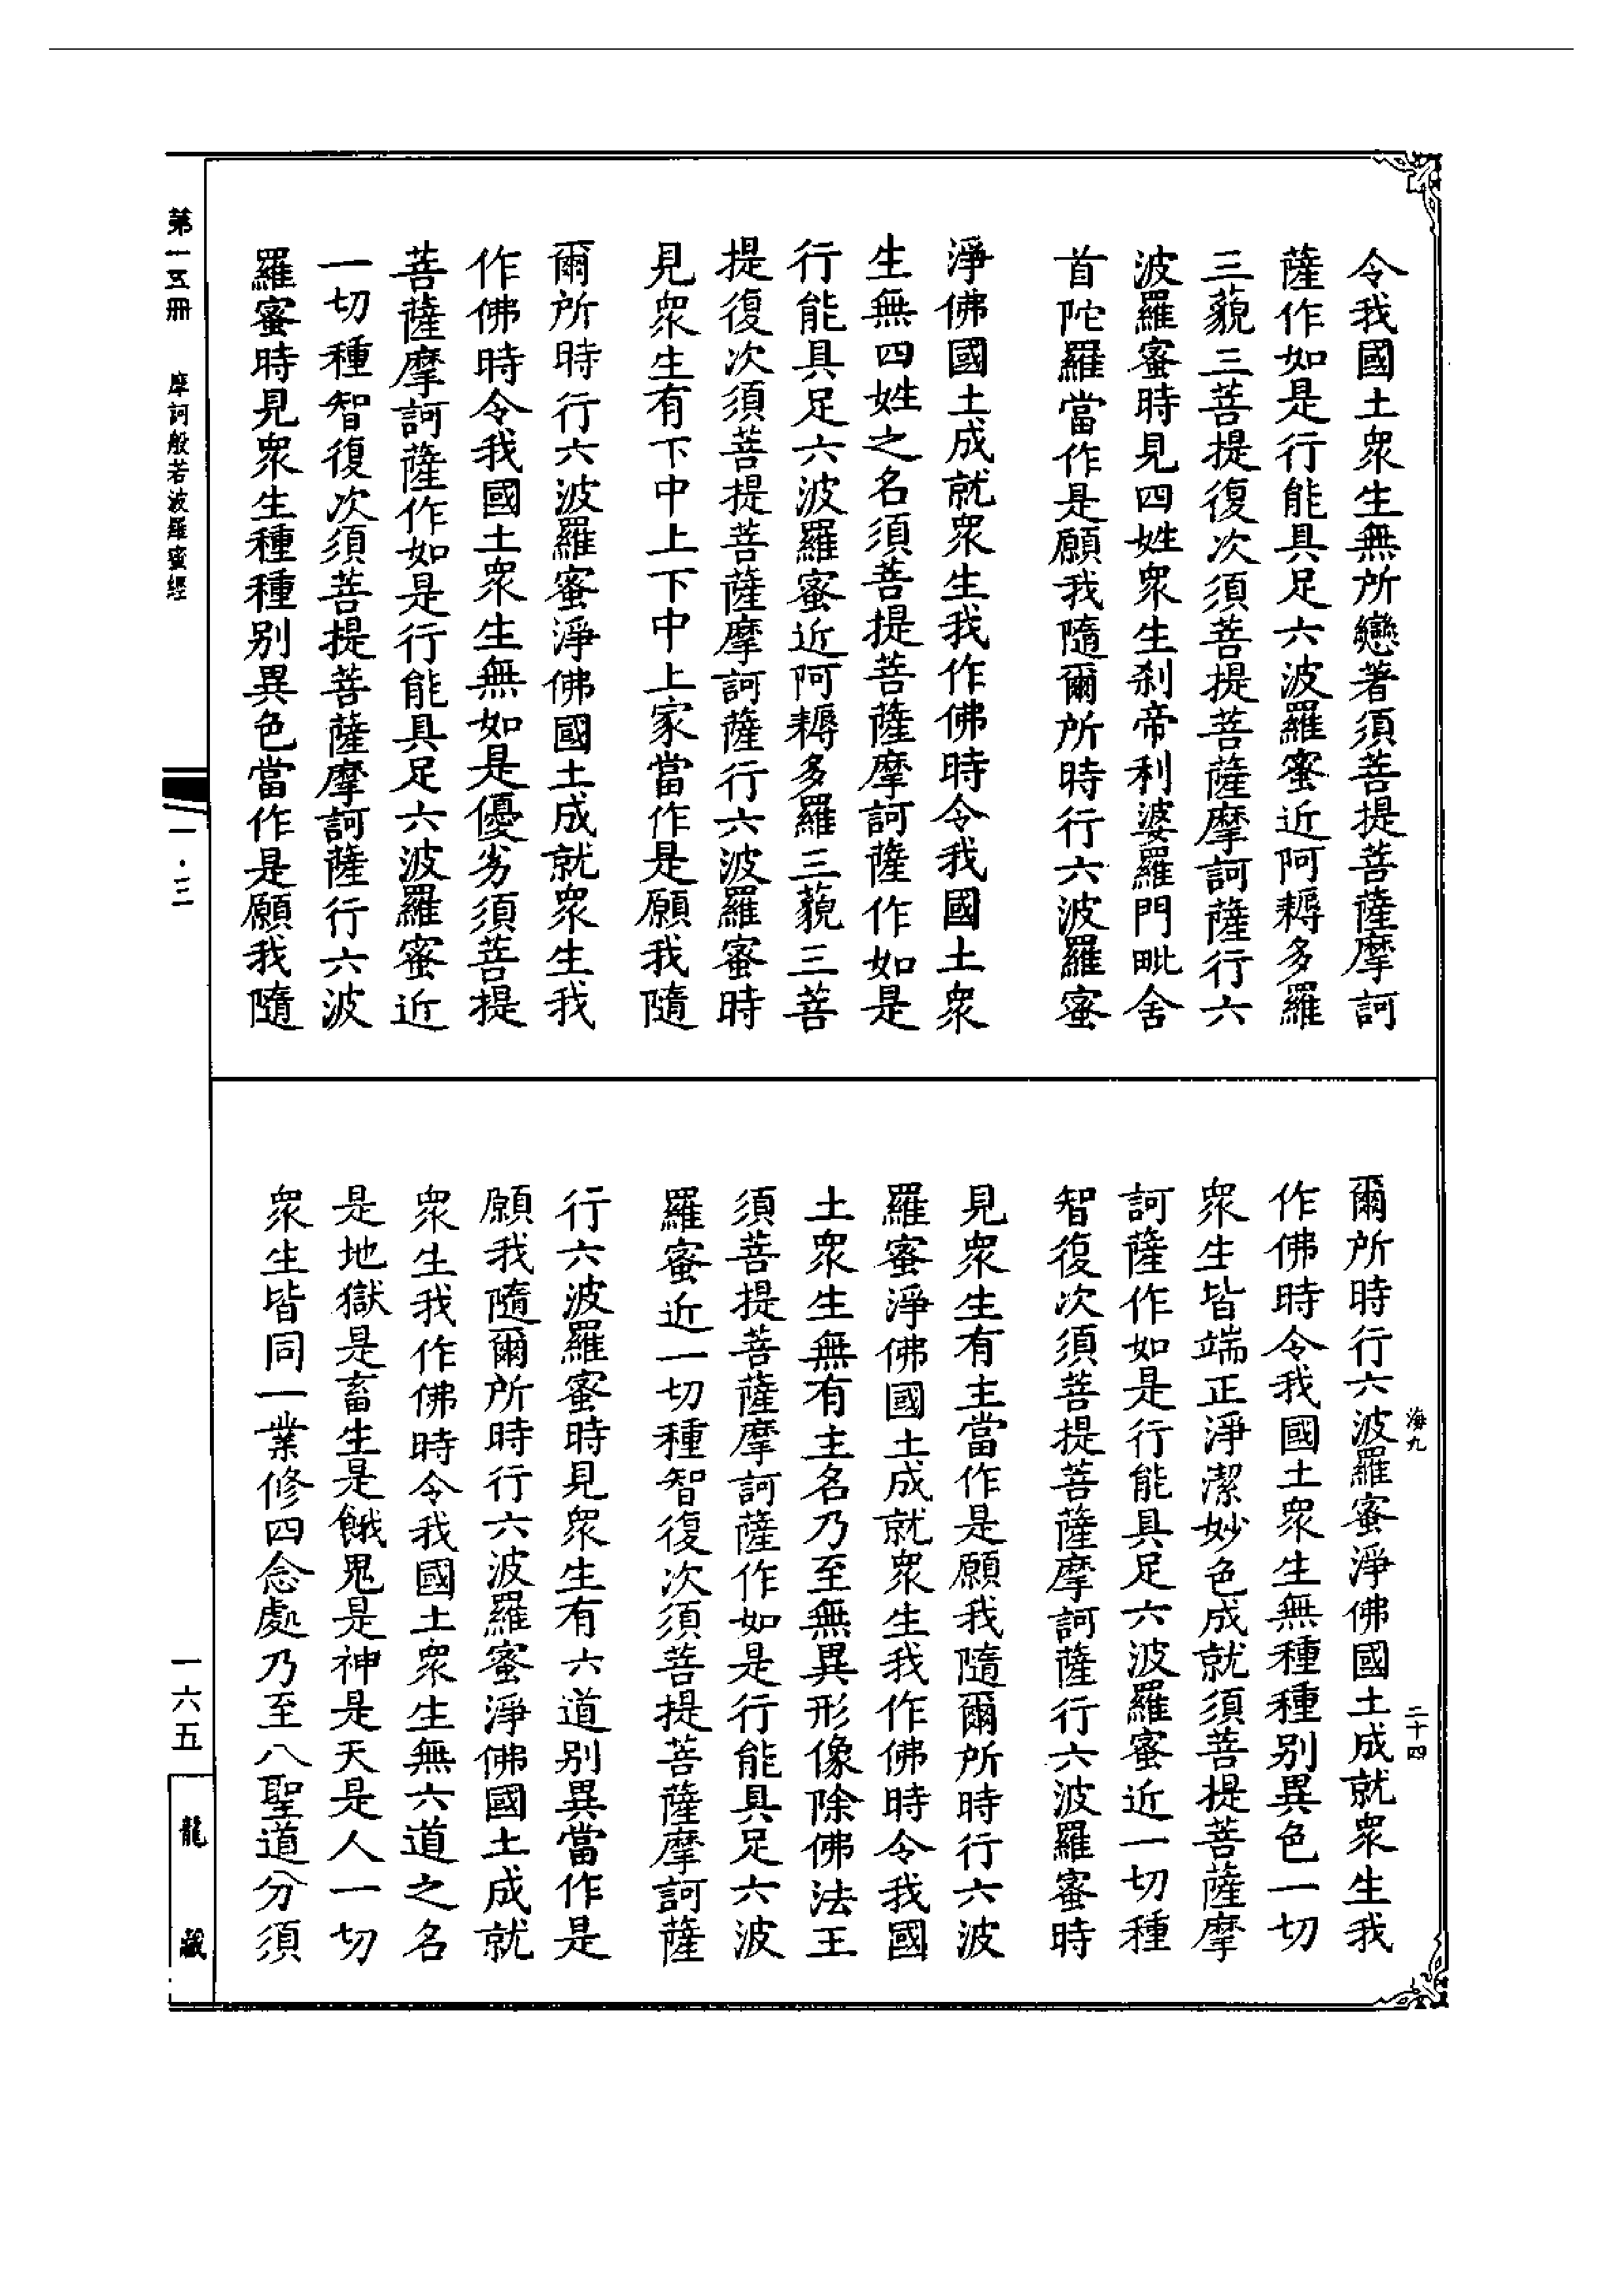 令我國土衆生無所戀著須菩提菩薩摩訶
薩作如是行能具足六波羅蜜近阿耨多羅
三藐三菩提復次須菩提菩薩摩訶薩行六
波羅蜜時見四姓衆生刹帝利婆羅門毗舍
首陀羅當作是願我隨爾所時行六波羅蜜
淨佛國土成就衆生我作佛時令我國土衆
生無四姓之名須菩提菩薩摩訶薩作如是
行能具足六波羅蜜近阿耨多羅三藐三菩
提復次須菩提菩薩摩訶薩行六波羅蜜時
見衆生有下中上下中上家當作是願我隨
爾所時行六波羅蜜淨佛國土成就衆生我
作佛時令我國土衆生無如是優劣須菩提
菩薩摩訶薩作如是行能具足六波羅蜜近
一切種智復次須菩提菩薩摩訶薩行六波
羅蜜時見衆生種種別異色當作是願我隨
海九
二十四
爾所時行六波羅蜜淨佛國土成就衆生我
作佛時令我國土衆生無種種別異色一切
衆生皆端正淨潔妙色成就須菩提菩薩摩
訶薩作如是行能具足六波羅蜜近一切種
智復次須菩提菩薩摩訶薩行六波羅蜜時
見衆生有主當作是願我隨爾所時行六波
羅蜜淨佛國土成就衆生我作佛時令我國
土衆生無有主名乃至無異形像除佛法王
須菩提菩薩摩訶薩作如是行能具足六波
羅蜜近一切種智復次須菩提菩薩摩訶薩
行六波羅蜜時見衆生有六道別異當作是
願我隨爾所時行六波羅蜜淨佛國土成就
衆生我作佛時令我國土衆生無六道之名
是地獄是畜生是餓鬼是神是天是人一切
衆生皆同一業修四念處乃至八聖道分須
第一五冊
摩訶般若波羅蜜經
一·三
一六五
龍藏